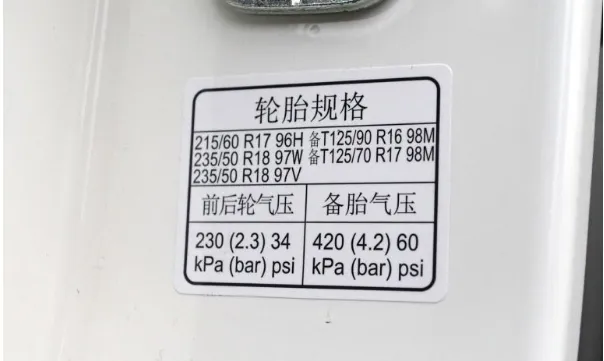 轮胎规格
215/60 R17 96H 备T125/90 R16 98M
235/50 R18 97W 备T125/70 R17 98M
235/50 R18 97V
前后轮气压 备胎气压
230 (2.3) 34 420 (4.2) 60
kPa (bar) psi kPa (bar) psi